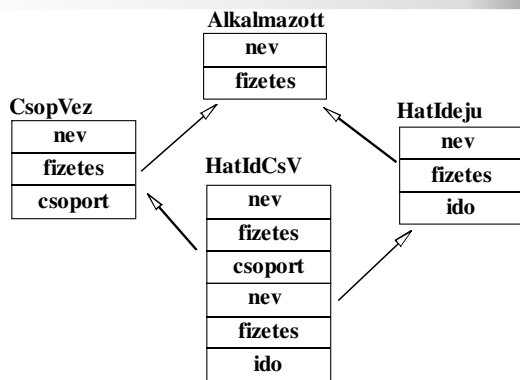 Alkalmazott
nev
fizetes
CsopVez
nev
fizetes
csoport
HatIdeju
nev
fizetes
ido
HatIdCsV
nev
fizetes
csoport
nev
fizetes
ido